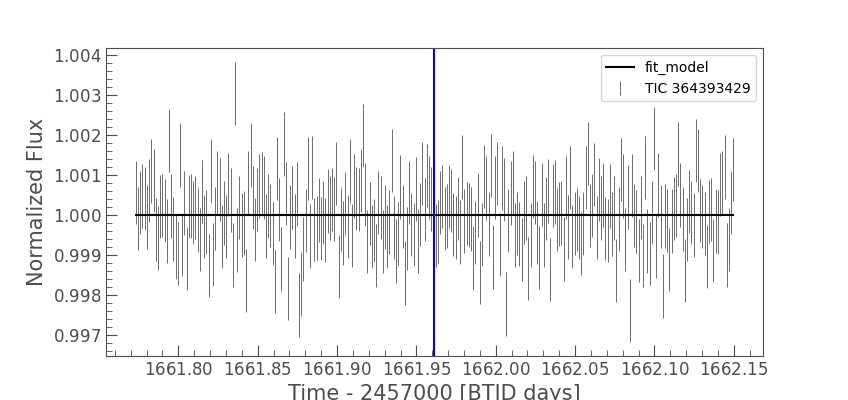 1.004
1.003
1.002
1.001
1.000
0.999
0.998
0.997
Normalized Flux
fit_model
TIC 364393429
1661.80 1661.85 1661.90 1661.95 1662.00 1662.05 1662.10 1662.15
Time - 2457000 [BTJD days]